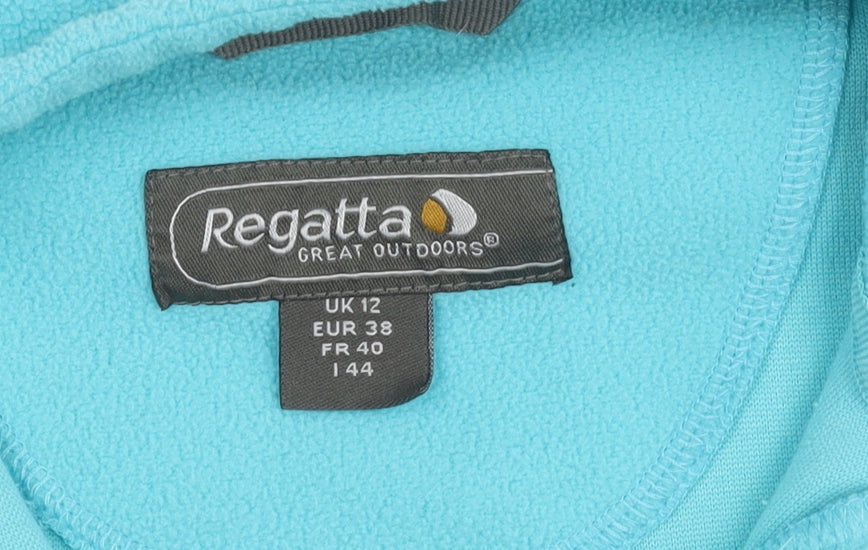 Regatta
GREAT OUTDOORS®
UK 12
EUR 38
FR 40
I 44